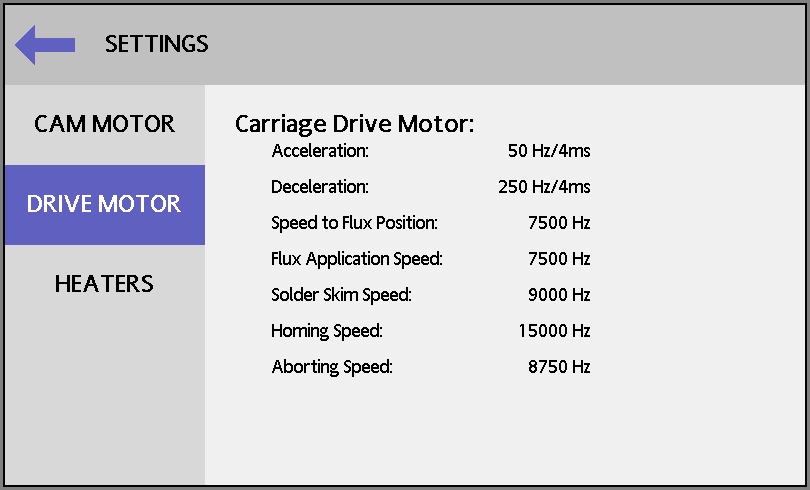 SETTINGS
CAM MOTOR
DRIVE MOTOR
HEATERS
Carriage Drive Motor:
Acceleration: 50 Hz/4ms
Deceleration: 250 Hz/4ms
Speed to Flux Position: 7500 Hz
Flux Application Speed: 7500 Hz
Solder Skim Speed: 9000 Hz
Homing Speed: 15000 Hz
Aborting Speed: 8750 Hz